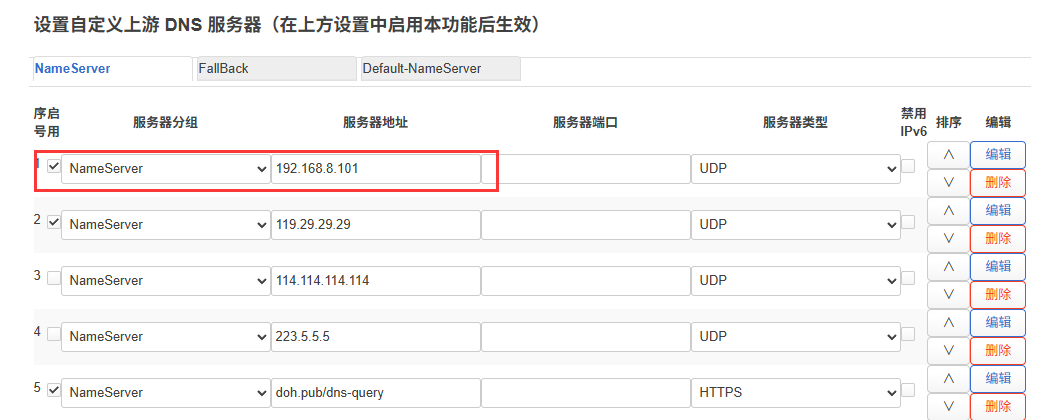 设置自定义上游 DNS 服务器（在上方设置中启用本功能后生效）
NameServer FallBack Default-NameServer
序号 启用 服务器分组 服务器地址 服务器端口 服务器类型 禁用 IPv6 排序 编辑
1 NameServer 192.168.8.101 UDP 编辑
删除
2 NameServer 119.29.29.29 UDP 编辑
删除
3 NameServer 114.114.114.114 UDP 编辑
删除
4 NameServer 223.5.5.5 UDP 编辑
删除
5 NameServer doh.pub/dns-query HTTPS 编辑
删除